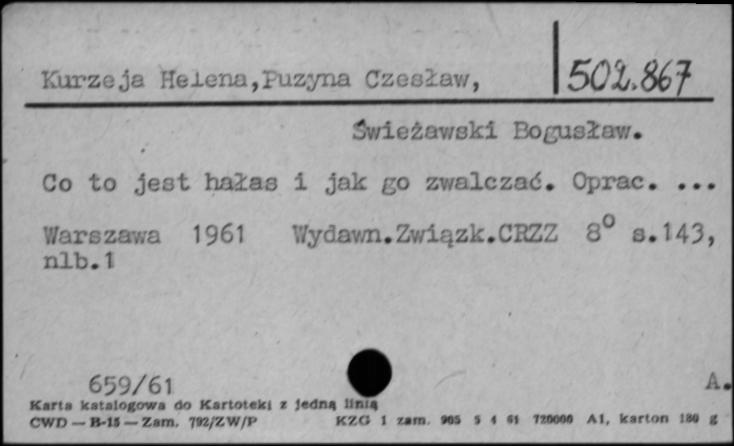 Kurzeja Helena,Puzyna Czesław, 502.867
Świeżawski Bogusław.
Co to jest hałas i jak go zwalczać. Oprac. ...
Warszawa 1961 Wydawn.Związk.CRZZ 8° s.143,
nlb.1
659/61 A.
Karta katalogowa do Kartoteki z jedną linią
CWD — B-15 — Zam. 792/ZW/P KZG 1 zam. 905 5 4 61 720000 A1, karton 180 g